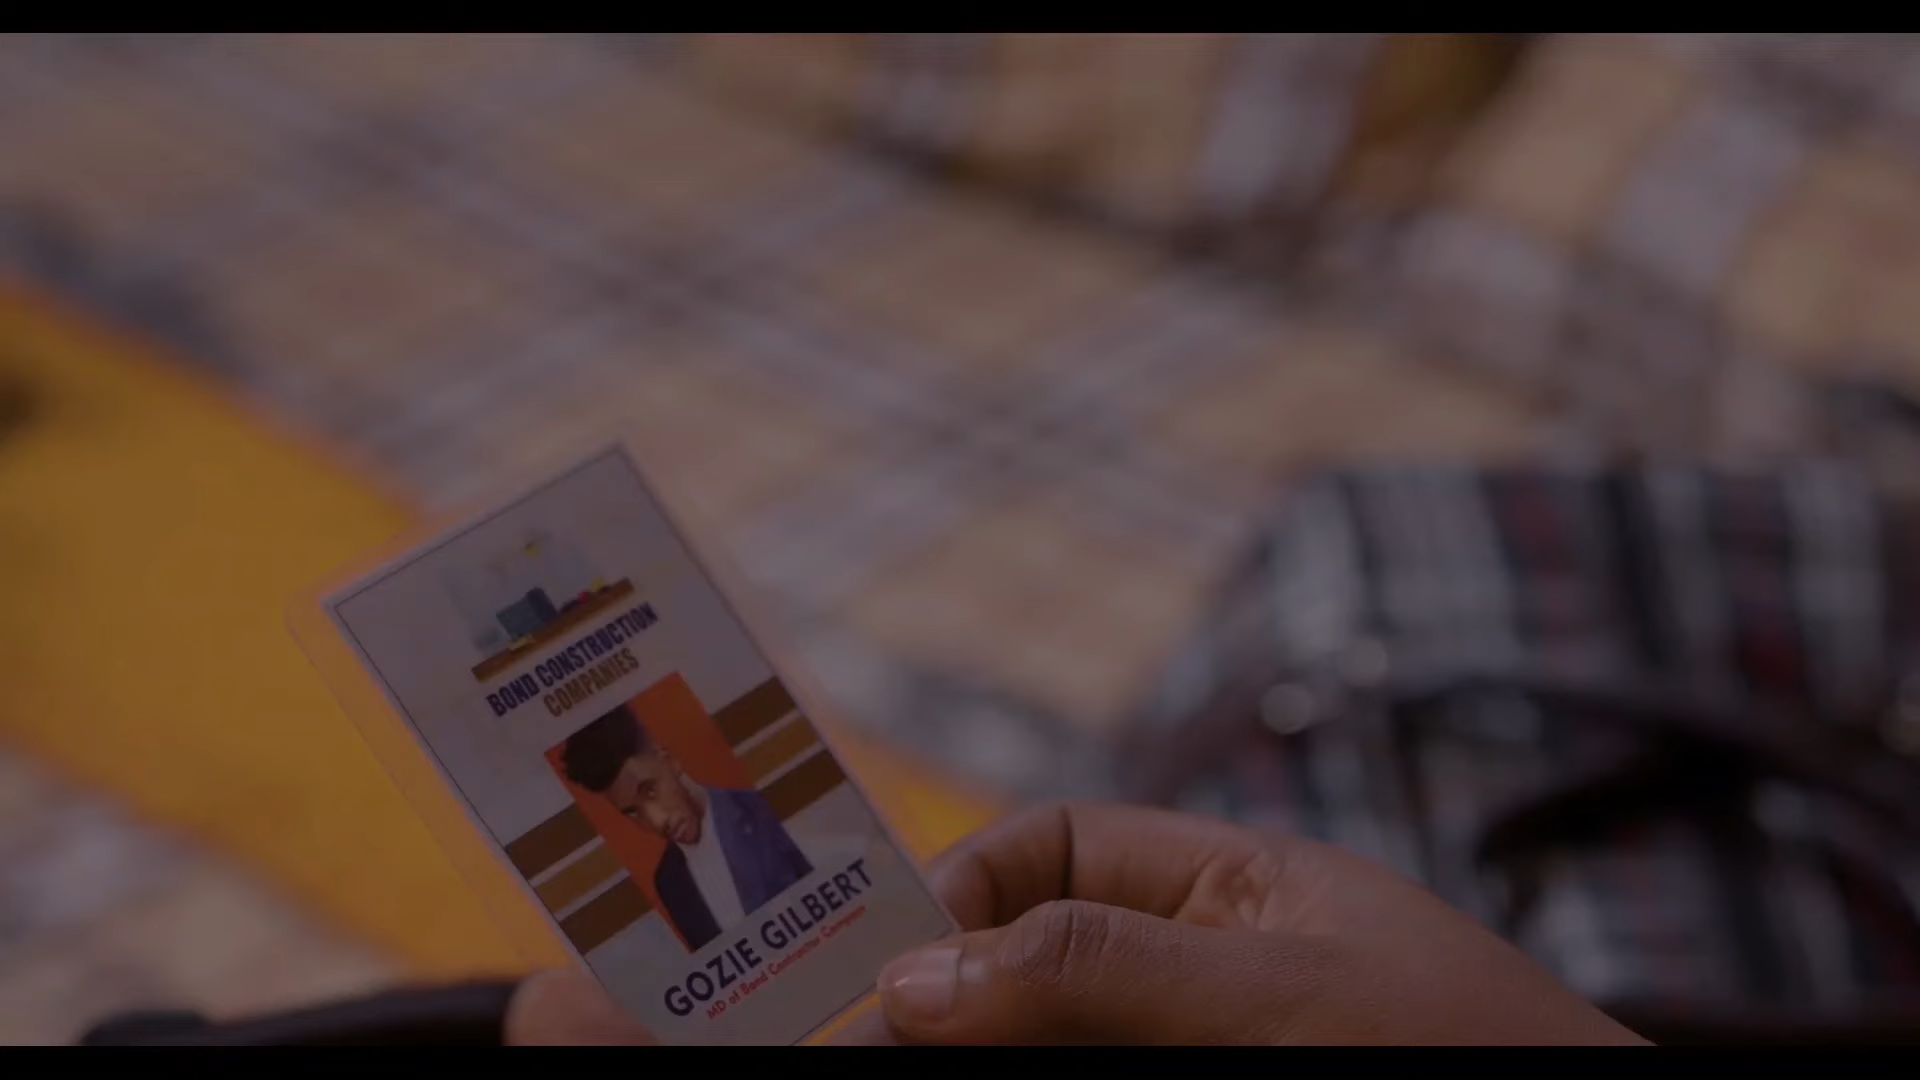 BOND CONSTRUCTION
COMPANIES
GOZIE GILBERT
MD of Bond Construction Companies